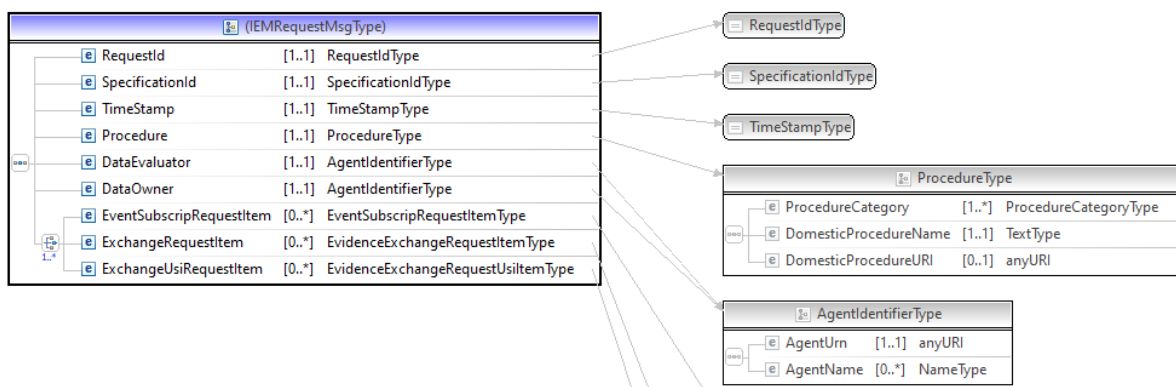 (IEMRequestMsgType)
RequestId [1..1] RequestIdType
SpecificationId [1..1] SpecificationIdType
TimeStamp [1..1] TimeStampType
Procedure [1..1] ProcedureType
DataEvaluator [1..1] AgentIdentifierType
DataOwner [1..1] AgentIdentifierType
EventSubscripRequestItem [0..*] EventSubscripRequestItemType
ExchangeRequestItem [0..*] EvidenceExchangeRequestItemType
1..*
ExchangeUsiRequestItem [0..*] EvidenceExchangeRequestUsiItemType
RequestIdType
SpecificationIdType
TimeStampType
ProcedureType
ProcedureCategory [1..*] ProcedureCategoryType
DomesticProcedureName [1..1] TextType
DomesticProcedureURI [0..1] anyURI
AgentIdentifierType
AgentUrn [1..1] anyURI
AgentName [0..*] NameType